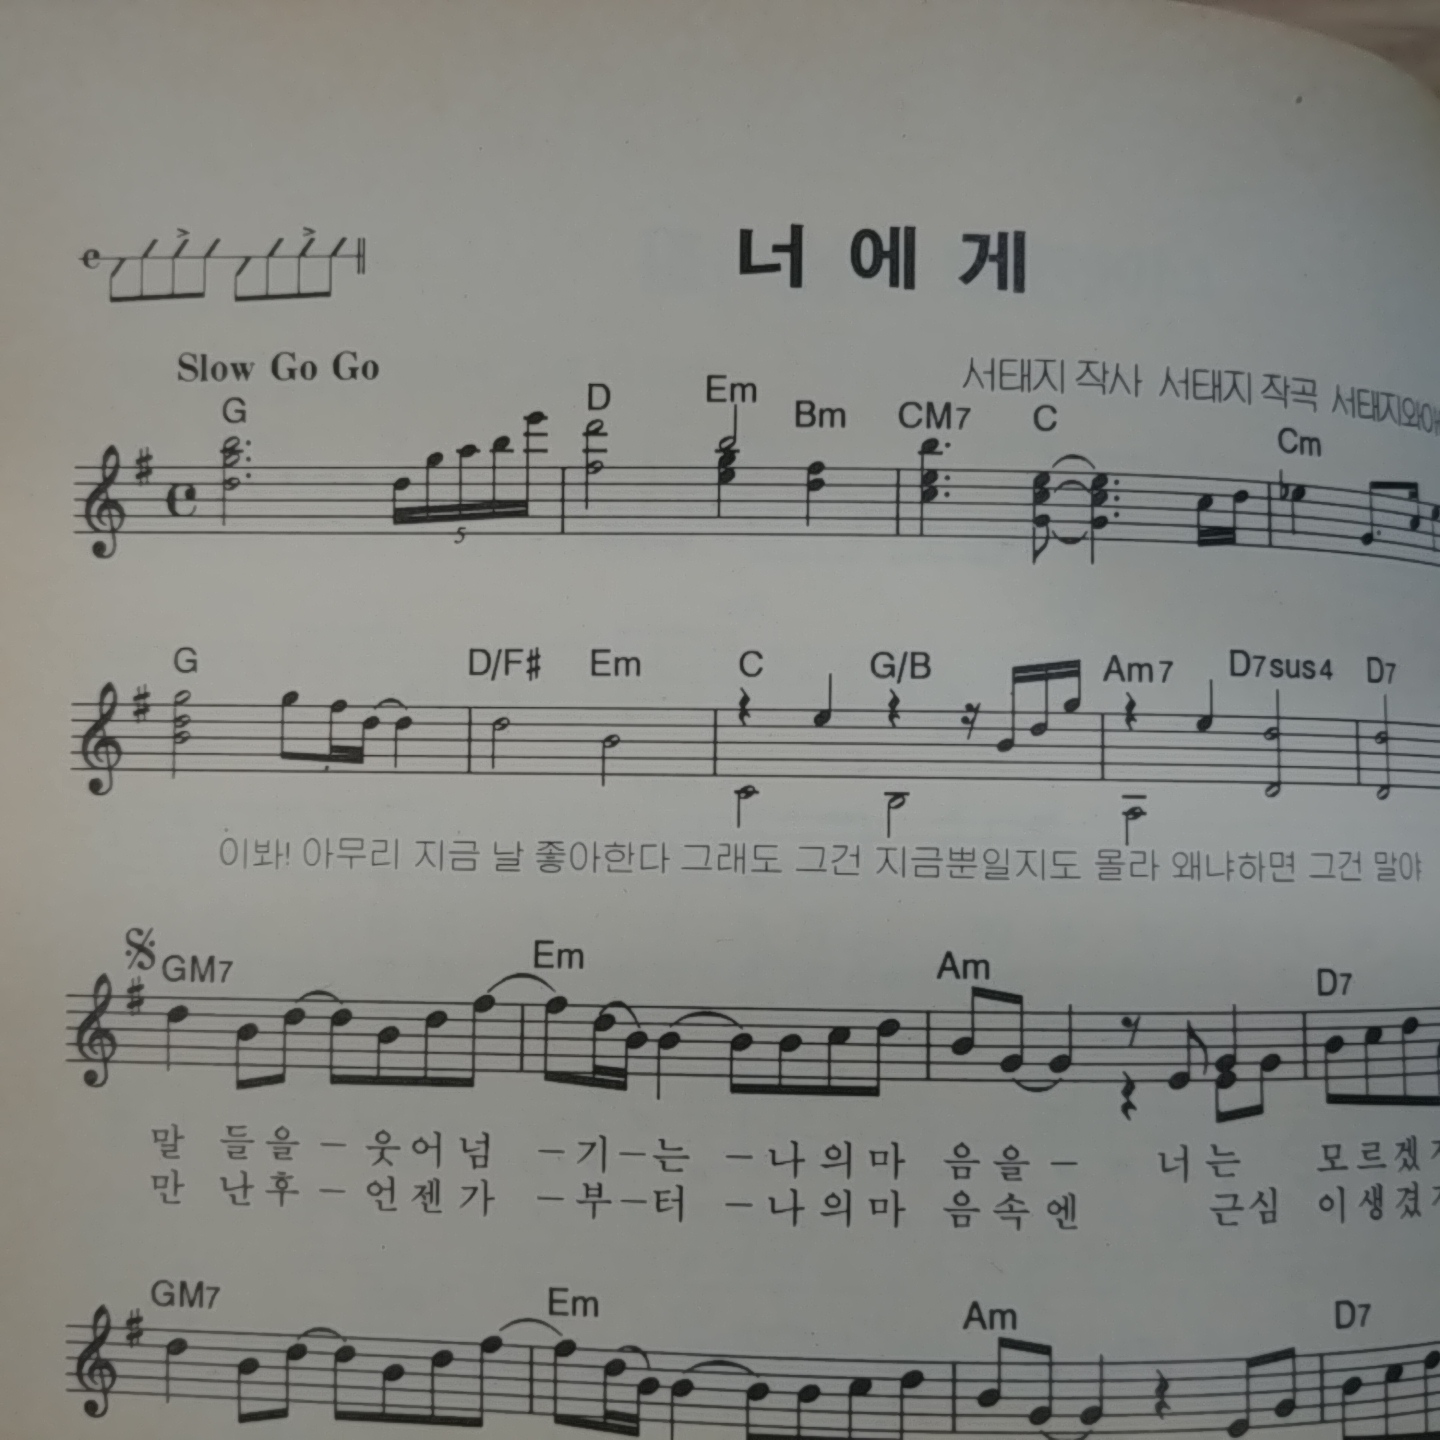 너에게
Slow Go Go
서태지 작사 서태지 작곡
G D Em Bm CM7 C Cm
5
G D/F# Em C G/B Am7 D7sus4 D7
이봐! 아무리 지금 날 좋아한다 그래도 그건 지금뿐일지도 몰라 왜냐하면 그건 말야
GM7 Em Am D7
말 들을 - 웃어넘 - 기 - 는 - 나의마 음을 - 너는 모르겠
만 난후 - 언젠가 - 부 - 터 - 나의마 음속엔 근심 이생겼
GM7 Em Am D7